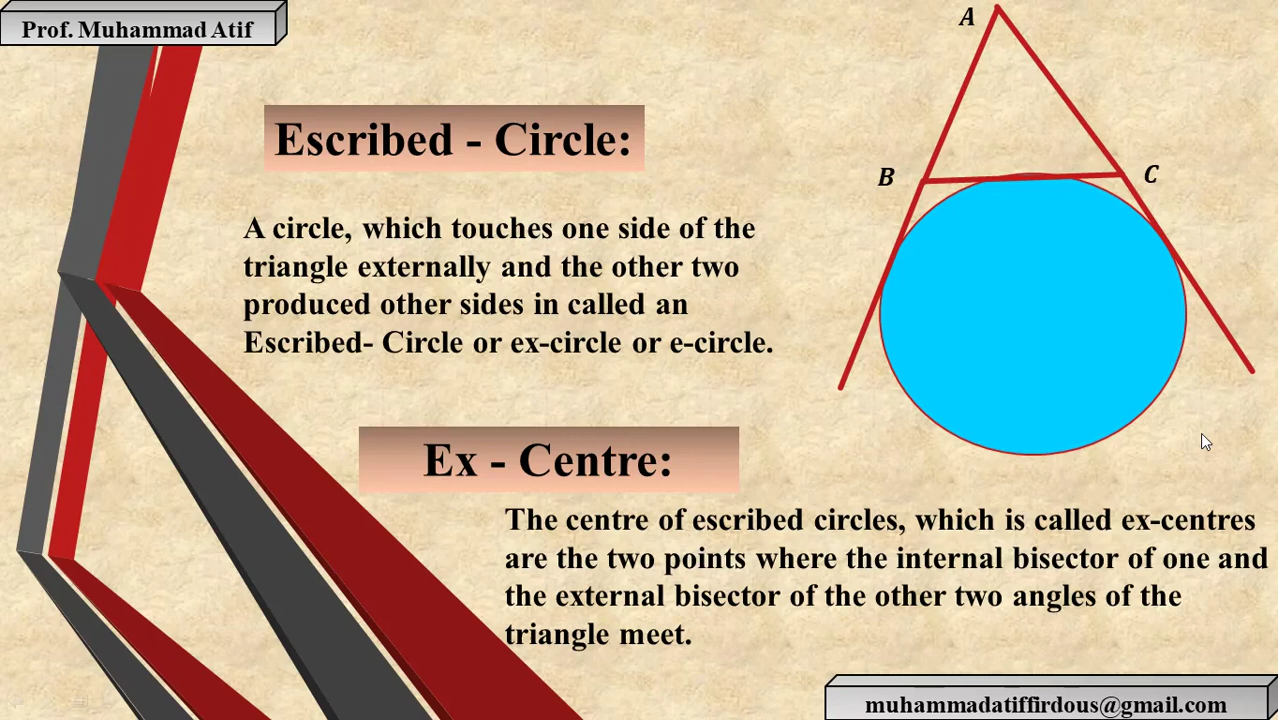 Prof. Muhammad Atif
A
Escribed - Circle:
B
C
A circle, which touches one side of the
triangle externally and the other two
produced other sides in called an
Escribed- Circle or ex-circle or e-circle.
Ex - Centre:
The centre of escribed circles, which is called ex-centres
are the two points where the internal bisector of one and
the external bisector of the other two angles of the
triangle meet.
muhammadatiffirdous@gmail.com